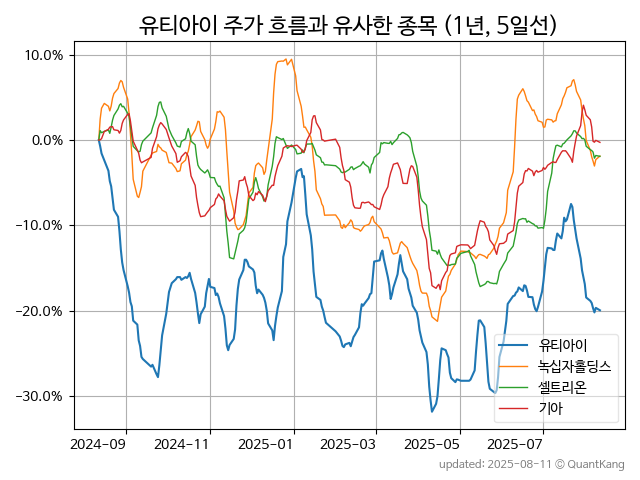 유티아이 주가 흐름과 유사한 종목 (1년, 5일선)
10.0%
0.0%
−10.0%
−20.0%
−30.0%
유티아이
녹십자홀딩스
셀트리온
기아
2024-09 2024-11 2025-01 2025-03 2025-05 2025-07
updated: 2025-08-11 © QuantKang